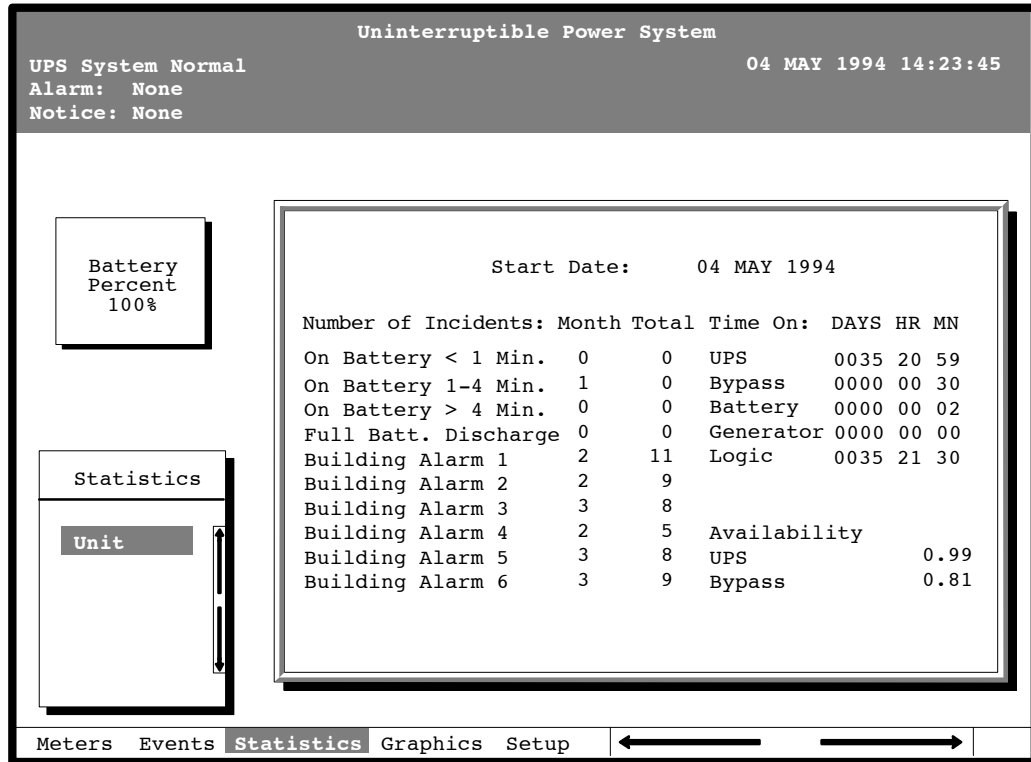 Uninterruptible Power System
UPS System Normal 04 MAY 1994 14:23:45
Alarm: None
Notice: None
Battery
Percent
100%
Start Date: 04 MAY 1994
Number of Incidents: Month Total Time On: DAYS HR MN
On Battery < 1 Min. 0 0 UPS 0035 20 59
On Battery 1-4 Min. 1 0 Bypass 0000 00 30
On Battery > 4 Min. 0 0 Battery 0000 00 02
Full Batt. Discharge 0 0 Generator 0000 00 00
Building Alarm 1 2 11 Logic 0035 21 30
Building Alarm 2 2 9
Building Alarm 3 3 8
Building Alarm 4 2 5 Availability
Building Alarm 5 3 8 UPS 0.99
Building Alarm 6 3 9 Bypass 0.81
Statistics
Unit
Meters Events Statistics Graphics Setup